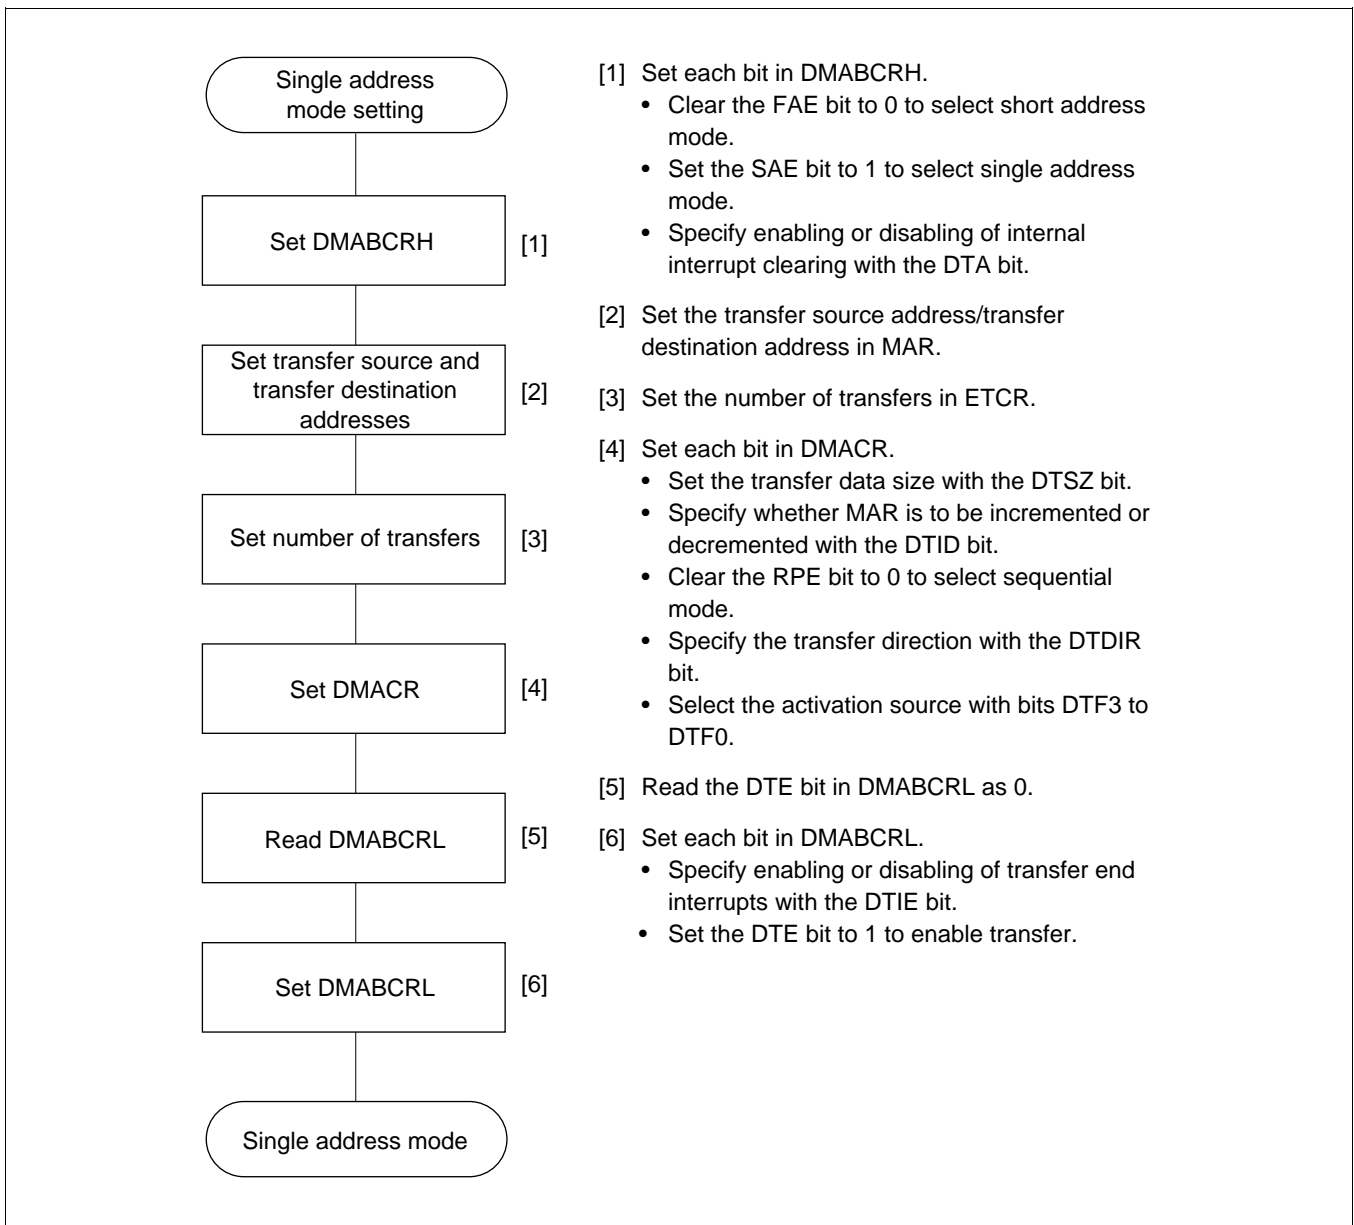 Single address
mode setting
Set DMABCRH
[1]
Set transfer source and
transfer destination
addresses
[2]
Set number of transfers
[3]
Set DMACR
[4]
Read DMABCRL
[5]
Set DMABCRL
[6]
Single address mode
[1] Set each bit in DMABCRH.
• Clear the FAE bit to 0 to select short address
mode.
• Set the SAE bit to 1 to select single address
mode.
• Specify enabling or disabling of internal
interrupt clearing with the DTA bit.
[2] Set the transfer source address/transfer
destination address in MAR.
[3] Set the number of transfers in ETCR.
[4] Set each bit in DMACR.
• Set the transfer data size with the DTSZ bit.
• Specify whether MAR is to be incremented or
decremented with the DTID bit.
• Clear the RPE bit to 0 to select sequential
mode.
• Specify the transfer direction with the DTDIR
bit.
• Select the activation source with bits DTF3 to
DTF0.
[5] Read the DTE bit in DMABCRL as 0.
[6] Set each bit in DMABCRL.
• Specify enabling or disabling of transfer end
interrupts with the DTIE bit.
• Set the DTE bit to 1 to enable transfer.